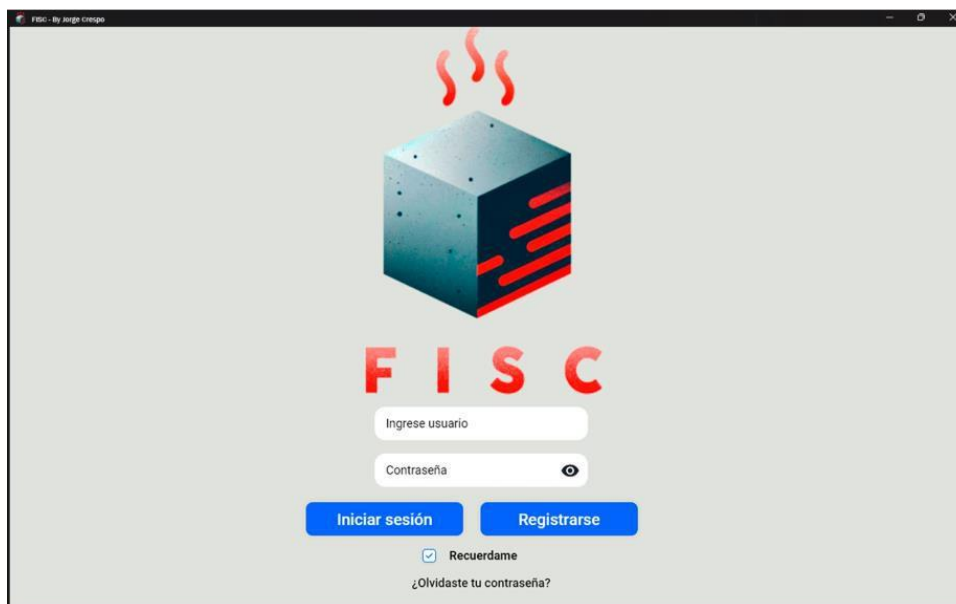 FISC - By Jorge Crespo
FISC
Ingrese usuario
Contraseña
Iniciar sesión Registrarse
Recuerdame
¿Olvidaste tu contraseña?